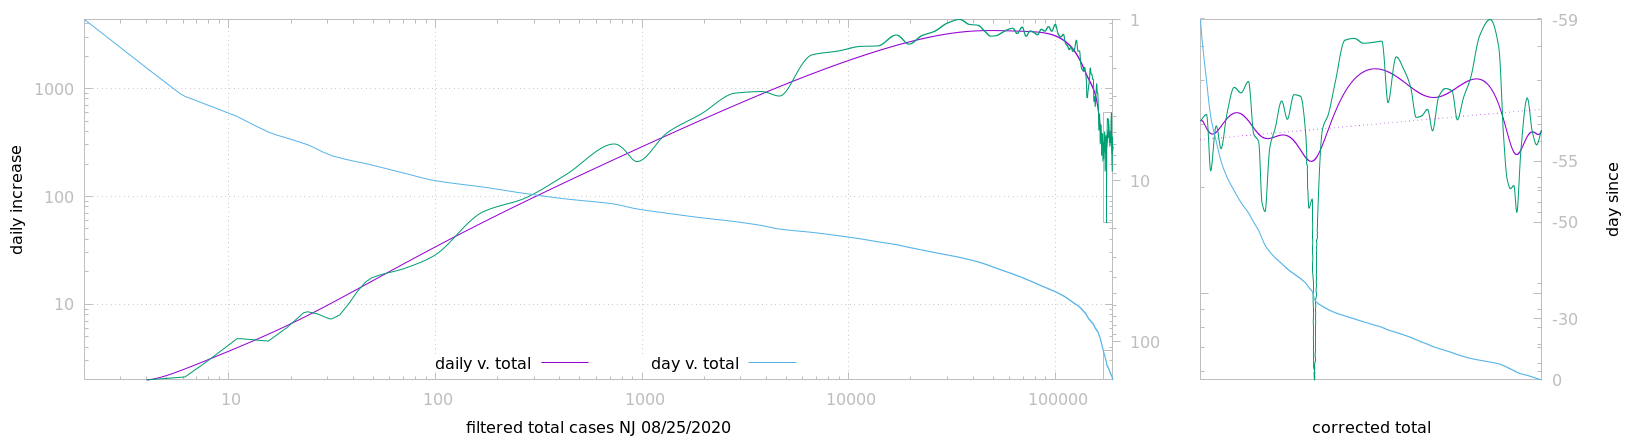 1
-59
1000
daily increase
10
-55
day since
100
-50
10
-30
100
daily v. total
day v. total
0
10
100
1000
10000
100000
filtered total cases NJ 08/25/2020
corrected total